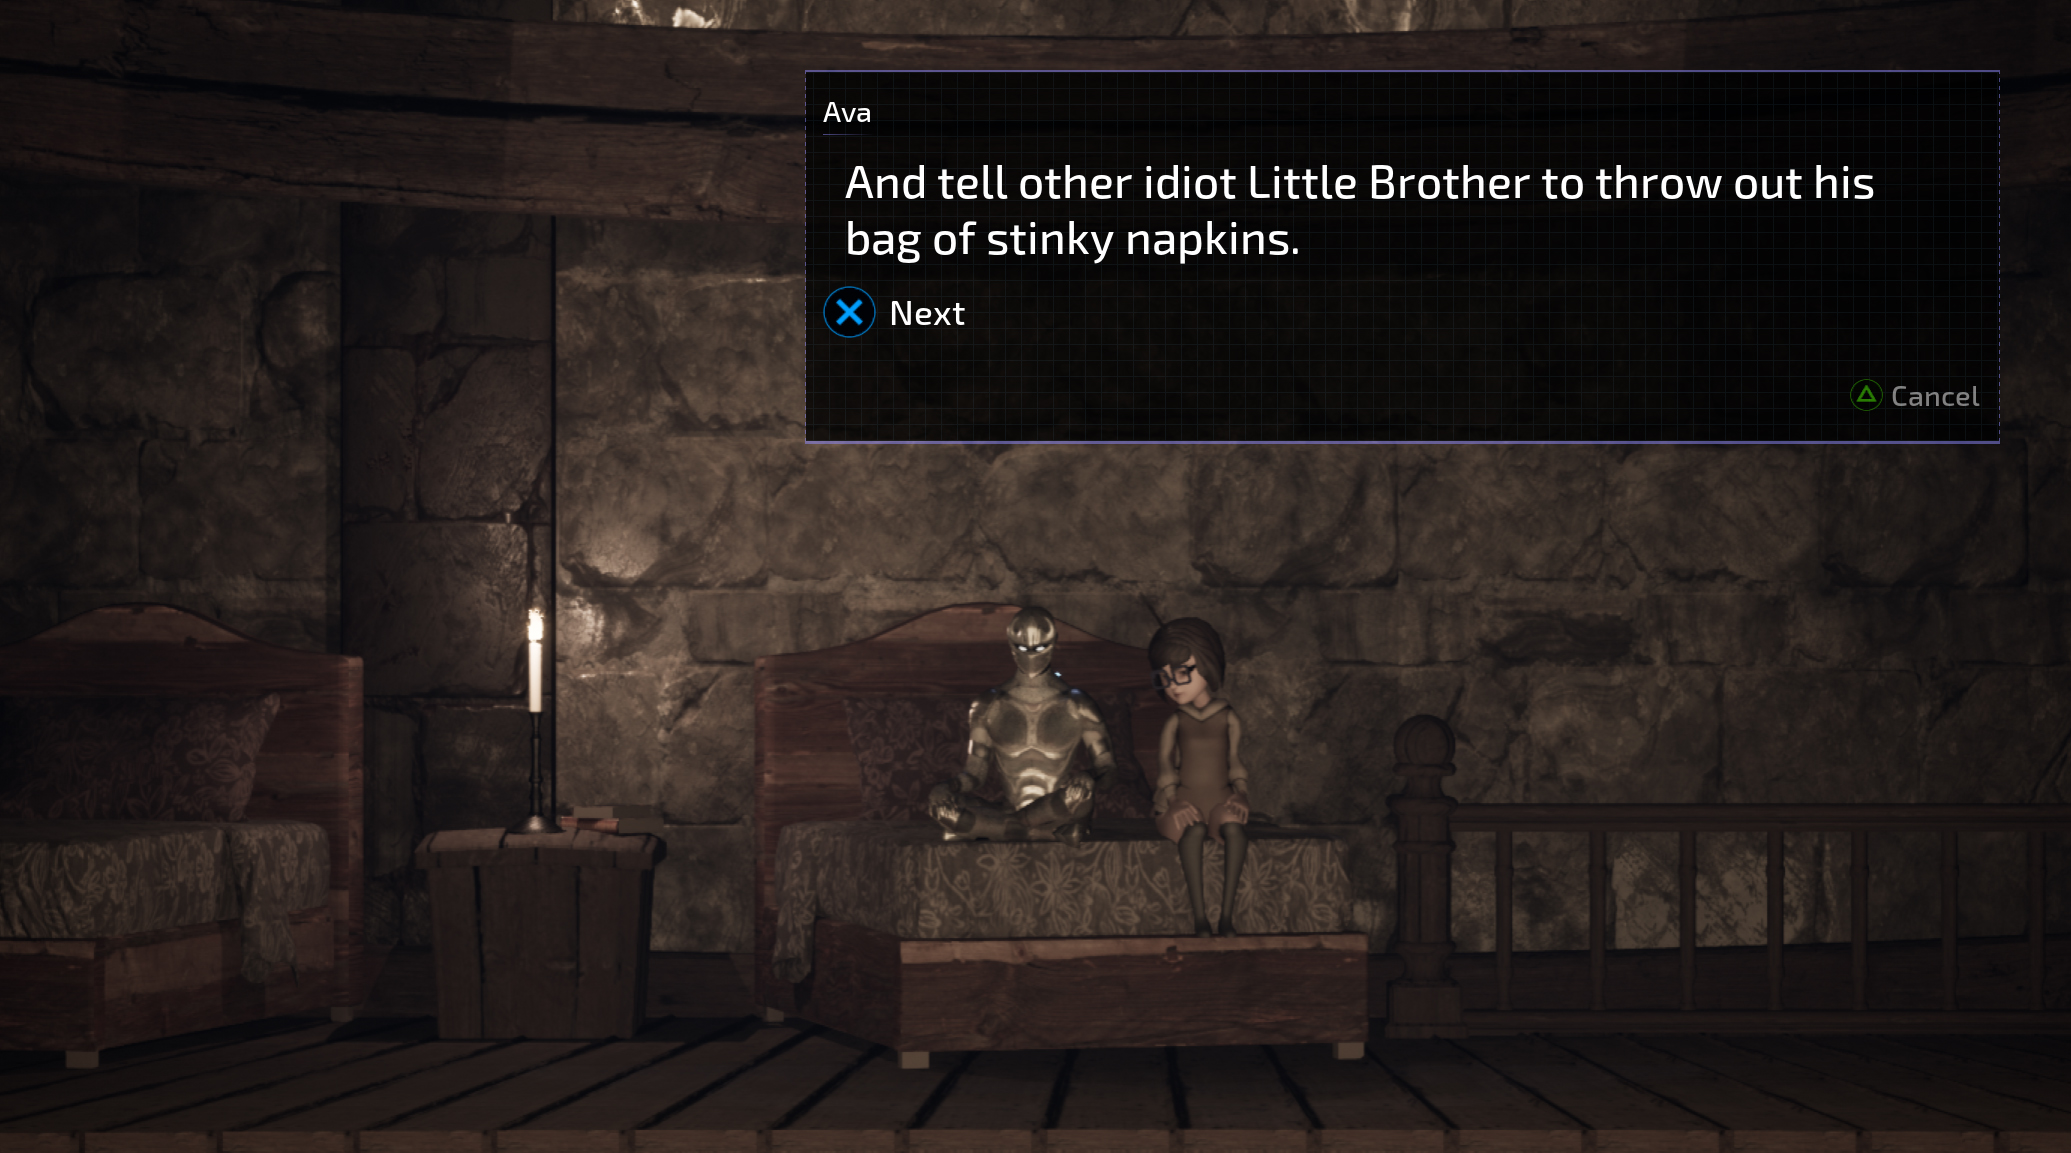 Ava
And tell other idiot Little Brother to throw out his
bag of stinky napkins.
Next
Cancel